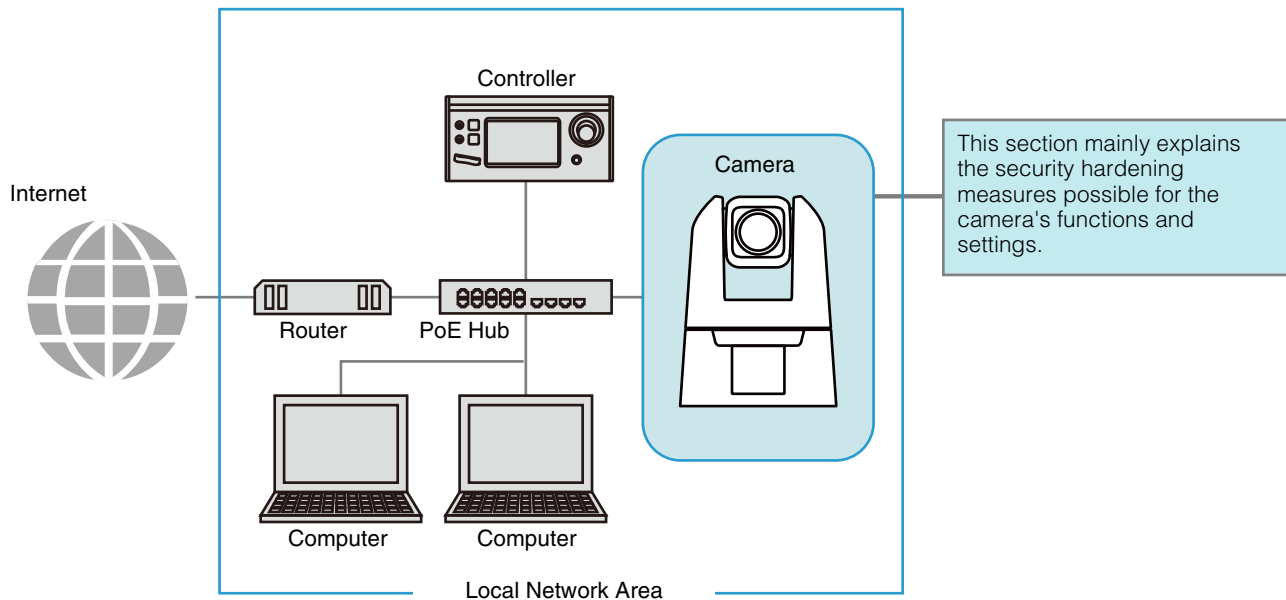 Controller
Camera
This section mainly explains
the security hardening
measures possible for the
camera's functions and
settings.
Internet
Router
PoE Hub
Computer
Computer
Local Network Area